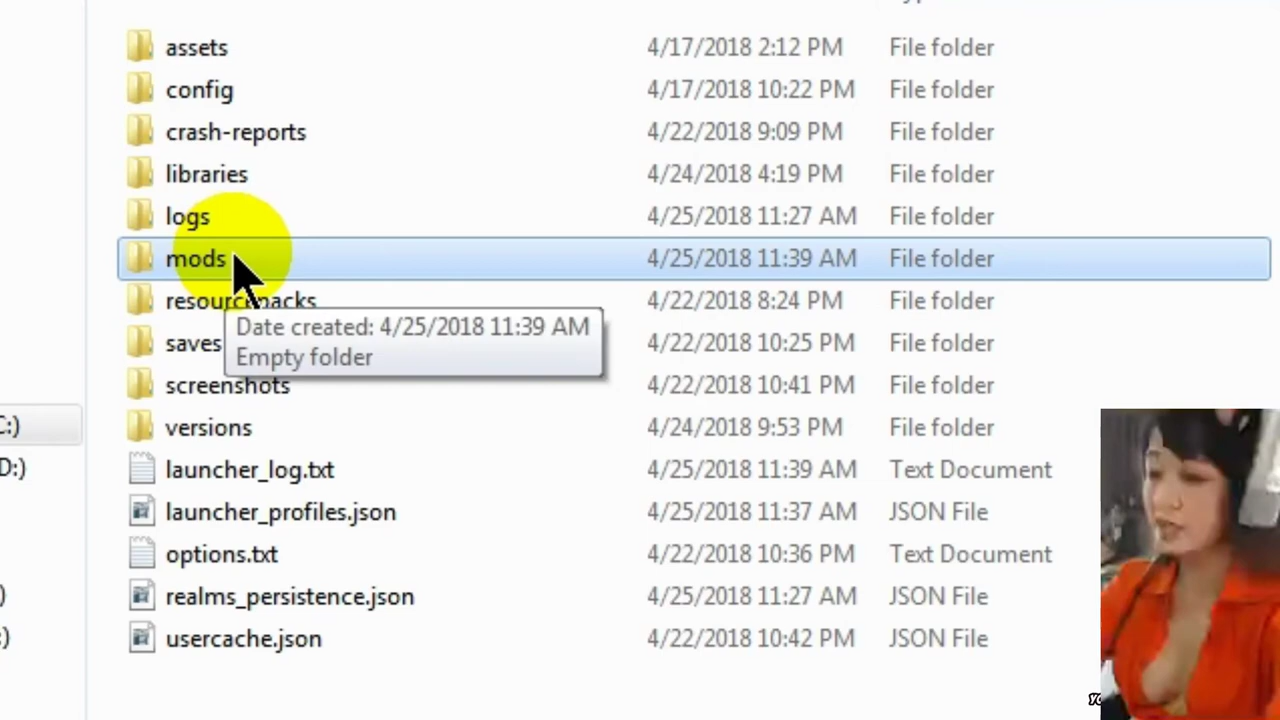 assets 4/17/2018 2:12 PM File folder
config 4/17/2018 10:22 PM File folder
crash-reports 4/22/2018 9:09 PM File folder
libraries 4/24/2018 4:19 PM File folder
logs 4/25/2018 11:27 AM File folder
mods 4/25/2018 11:39 AM File folder
resourcepacks 4/22/2018 8:24 PM File folder
Date created: 4/25/2018 11:39 AM
saves 4/22/2018 10:25 PM File folder
Empty folder
screenshots 4/22/2018 10:41 PM File folder
C:) versions 4/24/2018 9:53 PM File folder
D:) launcher_log.txt 4/25/2018 11:39 AM Text Document
launcher_profiles.json 4/25/2018 11:37 AM JSON File
options.txt 4/22/2018 10:36 PM Text Document
) realms_persistence.json 4/25/2018 11:27 AM JSON File
:) usercache.json 4/22/2018 10:42 PM JSON File